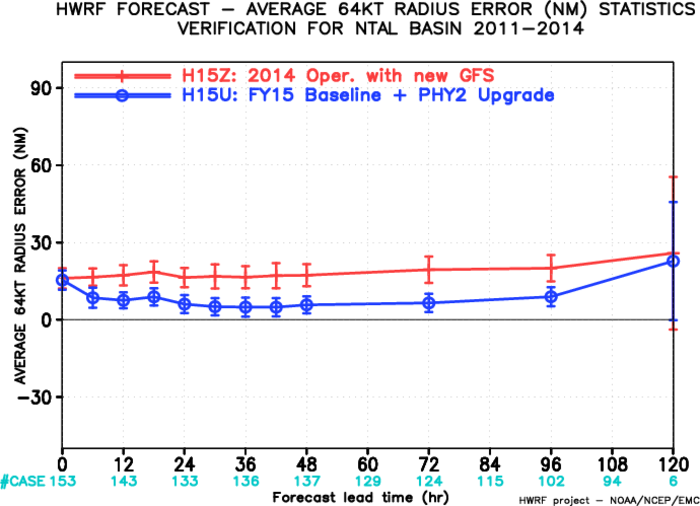 HWRF FORECAST – AVERAGE 64KT RADIUS ERROR (NM) STATISTICS
VERIFICATION FOR NTAL BASIN 2011–2014
H15Z: 2014 Oper. with new GFS
H15U: FY15 Baseline + PHY2 Upgrade
AVERAGE 64KT RADIUS ERROR (NM)
90
60
30
0
−30
0 12 24 36 48 60 72 84 96 108 120
#CASE 153 143 133 136 137 129 124 115 102 94 6
Forecast lead time (hr)
HWRF project – NOAA/NCEP/EMC